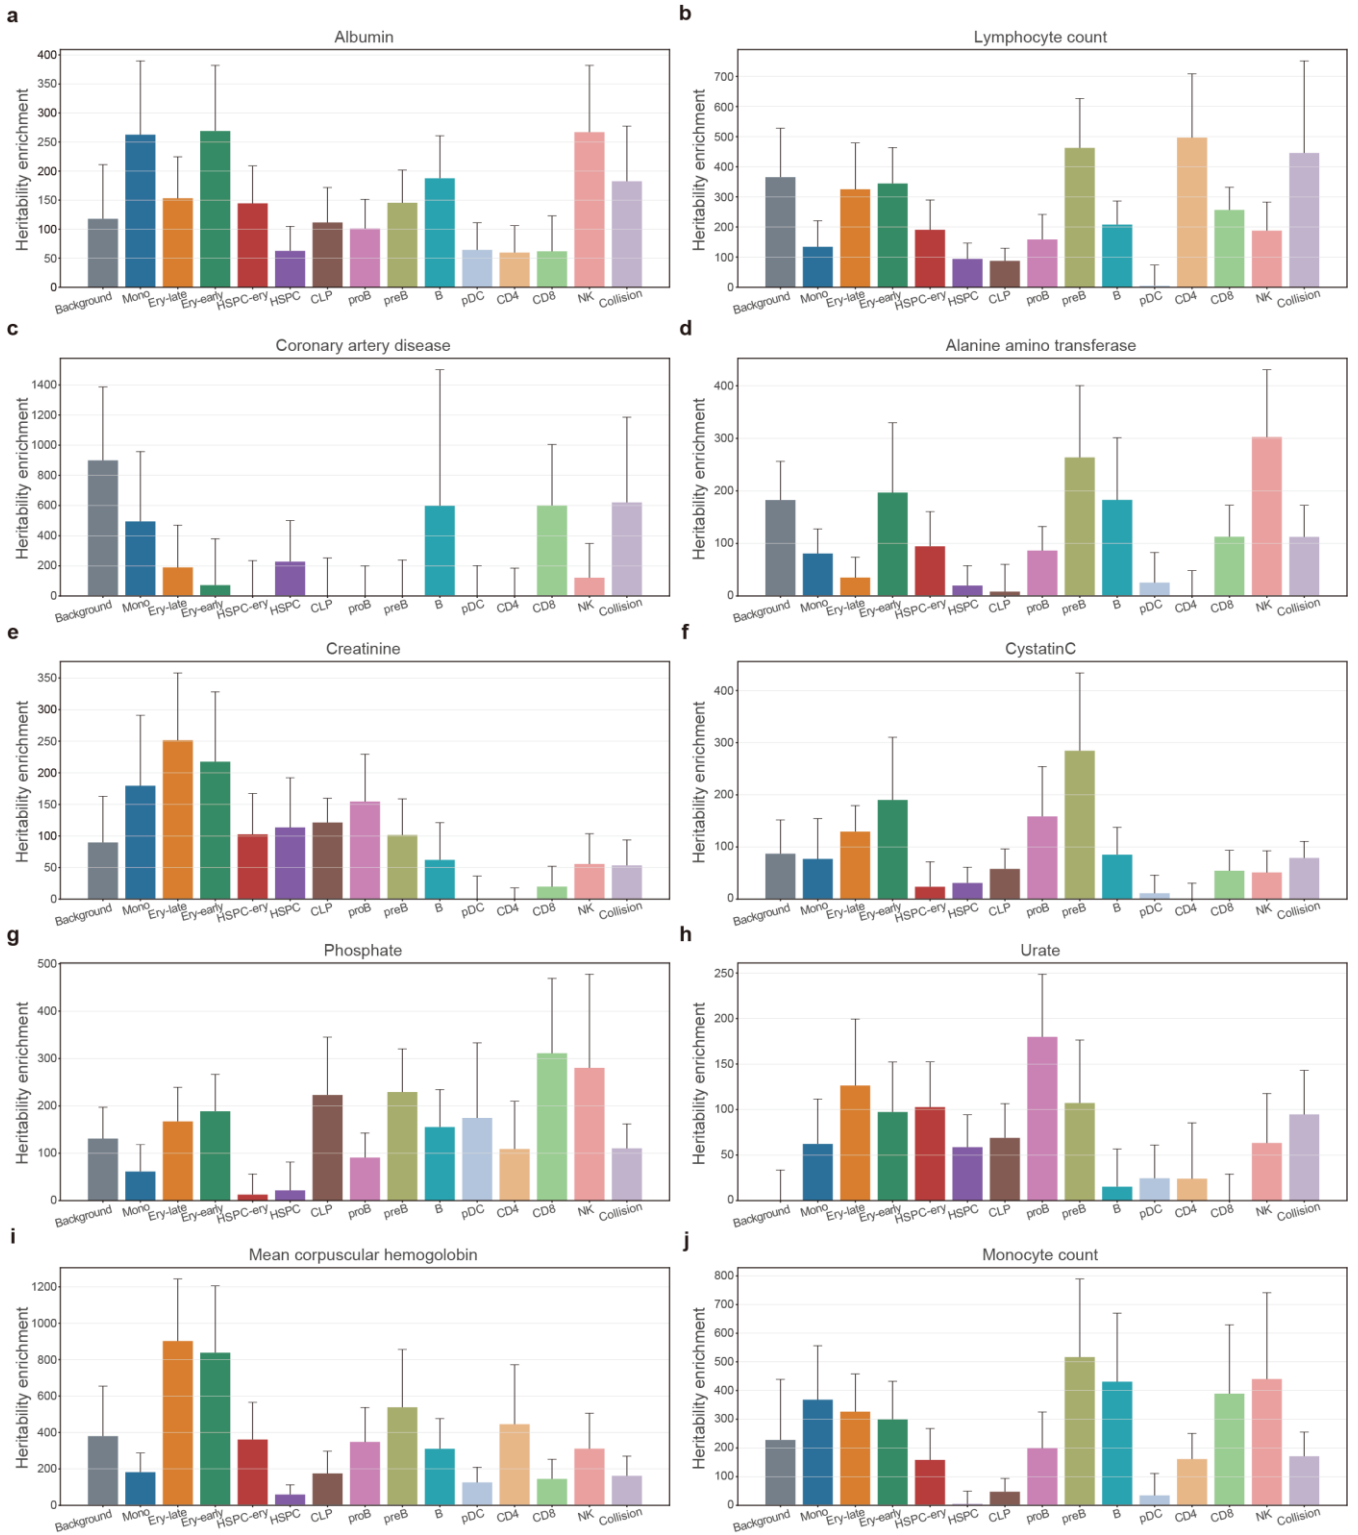 a
Albumin
Heritability enrichment
400
350
300
250
200
150
100
50
0
Background Mono Ery-late Ery-early HSPC-ery HSPC CLP proB preB B pDC CD4 CD8 NK Collision
b
Lymphocyte count
Heritability enrichment
700
600
500
400
300
200
100
0
Background Mono Ery-late Ery-early HSPC-ery HSPC CLP proB preB B pDC CD4 CD8 NK Collision
c
Coronary artery disease
Heritability enrichment
1400
1200
1000
800
600
400
200
0
Background Mono Ery-late Ery-early HSPC-ery HSPC CLP proB preB B pDC CD4 CD8 NK Collision
d
Alanine amino transferase
Heritability enrichment
400
300
200
100
0
Background Mono Ery-late Ery-early HSPC-ery HSPC CLP proB preB B pDC CD4 CD8 NK Collision
e
Creatinine
Heritability enrichment
350
300
250
200
150
100
50
0
Background Mono Ery-late Ery-early HSPC-ery HSPC CLP proB preB B pDC CD4 CD8 NK Collision
f
CystatinC
Heritability enrichment
400
300
200
100
0
Background Mono Ery-late Ery-early HSPC-ery HSPC CLP proB preB B pDC CD4 CD8 NK Collision
g
Phosphate
Heritability enrichment
500
400
300
200
100
0
Background Mono Ery-late Ery-early HSPC-ery HSPC CLP proB preB B pDC CD4 CD8 NK Collision
h
Urate
Heritability enrichment
250
200
150
100
50
0
Background Mono Ery-late Ery-early HSPC-ery HSPC CLP proB preB B pDC CD4 CD8 NK Collision
i
Mean corpuscular hemogolobin
Heritability enrichment
1200
1000
800
600
400
200
0
Background Mono Ery-late Ery-early HSPC-ery HSPC CLP proB preB B pDC CD4 CD8 NK Collision
j
Monocyte count
Heritability enrichment
800
700
600
500
400
300
200
100
0
Background Mono Ery-late Ery-early HSPC-ery HSPC CLP proB preB B pDC CD4 CD8 NK Collision